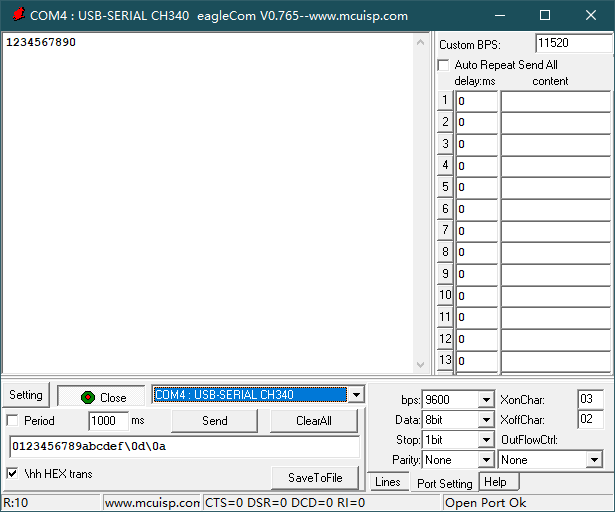 COM4 : USB-SERIAL CH340 eagleCom V0.765--www.mcuisp.com
1234567890
Custom BPS: 11520
Auto Repeat Send All
delay:ms content
1 0
2 0
3 0
4 0
5 0
6 0
7 0
8 0
9 0
10 0
11 0
12 0
13 0
Setting Close COM4 : USB-SERIAL CH340
Period 1000 ms Send ClearAll
0123456789abcdef\0d\0a
\hh HEX trans SaveToFile
bps: 9600 XonChar: 03
Data: 8bit XoffChar: 02
Stop: 1bit OutFlowCtrl:
Parity: None None
Lines Port Setting Help
R:10 www.mcuisp.con CTS=0 DSR=0 DCD=0 RI=0 Open Port Ok